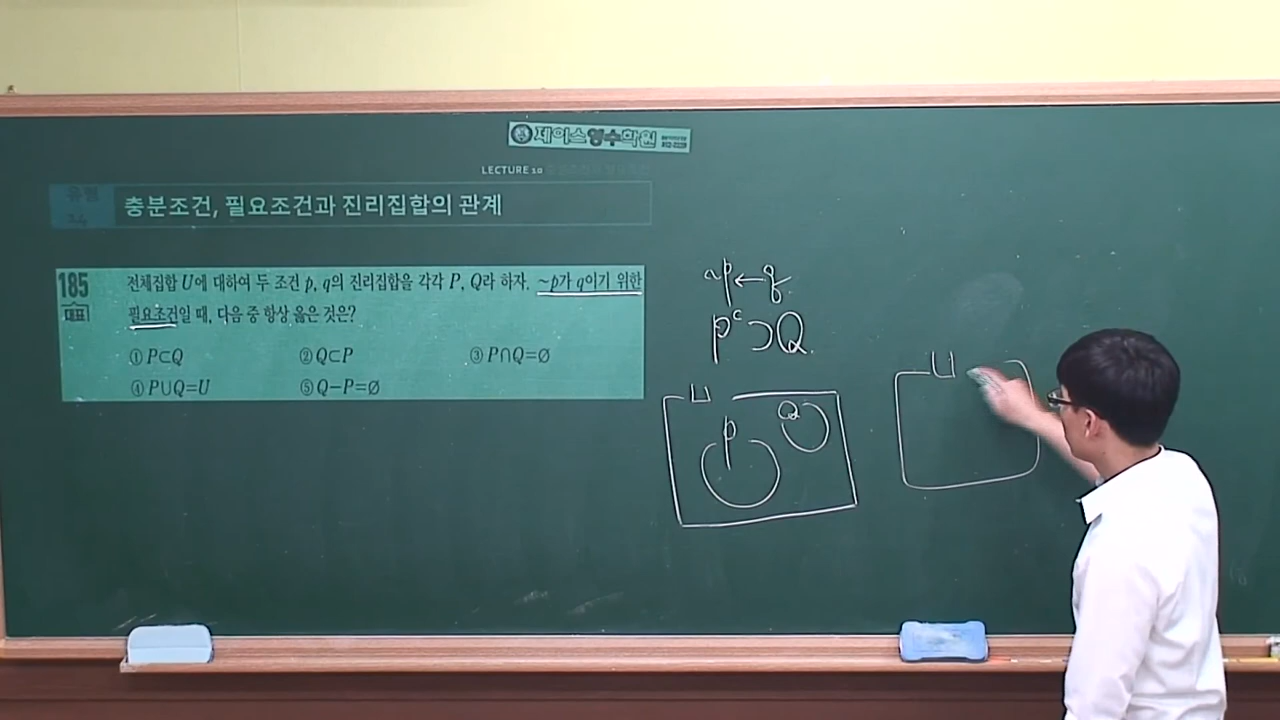 제이스영수학원
LECTURE 10
유형
충분조건, 필요조건과 진리집합의 관계
185
대표
전체집합 U에 대하여 두 조건 p, q의 진리집합을 각각 P, Q라 하자. ~p가 q이기 위한
필요조건일 때, 다음 중 항상 옳은 것은?
① P⊂Q ② Q⊂P ③ P∩Q=∅
④ P∪Q=U ⑤ Q−P=∅
~p ← q.
P^c ⊃ Q.
U
P
Q
U